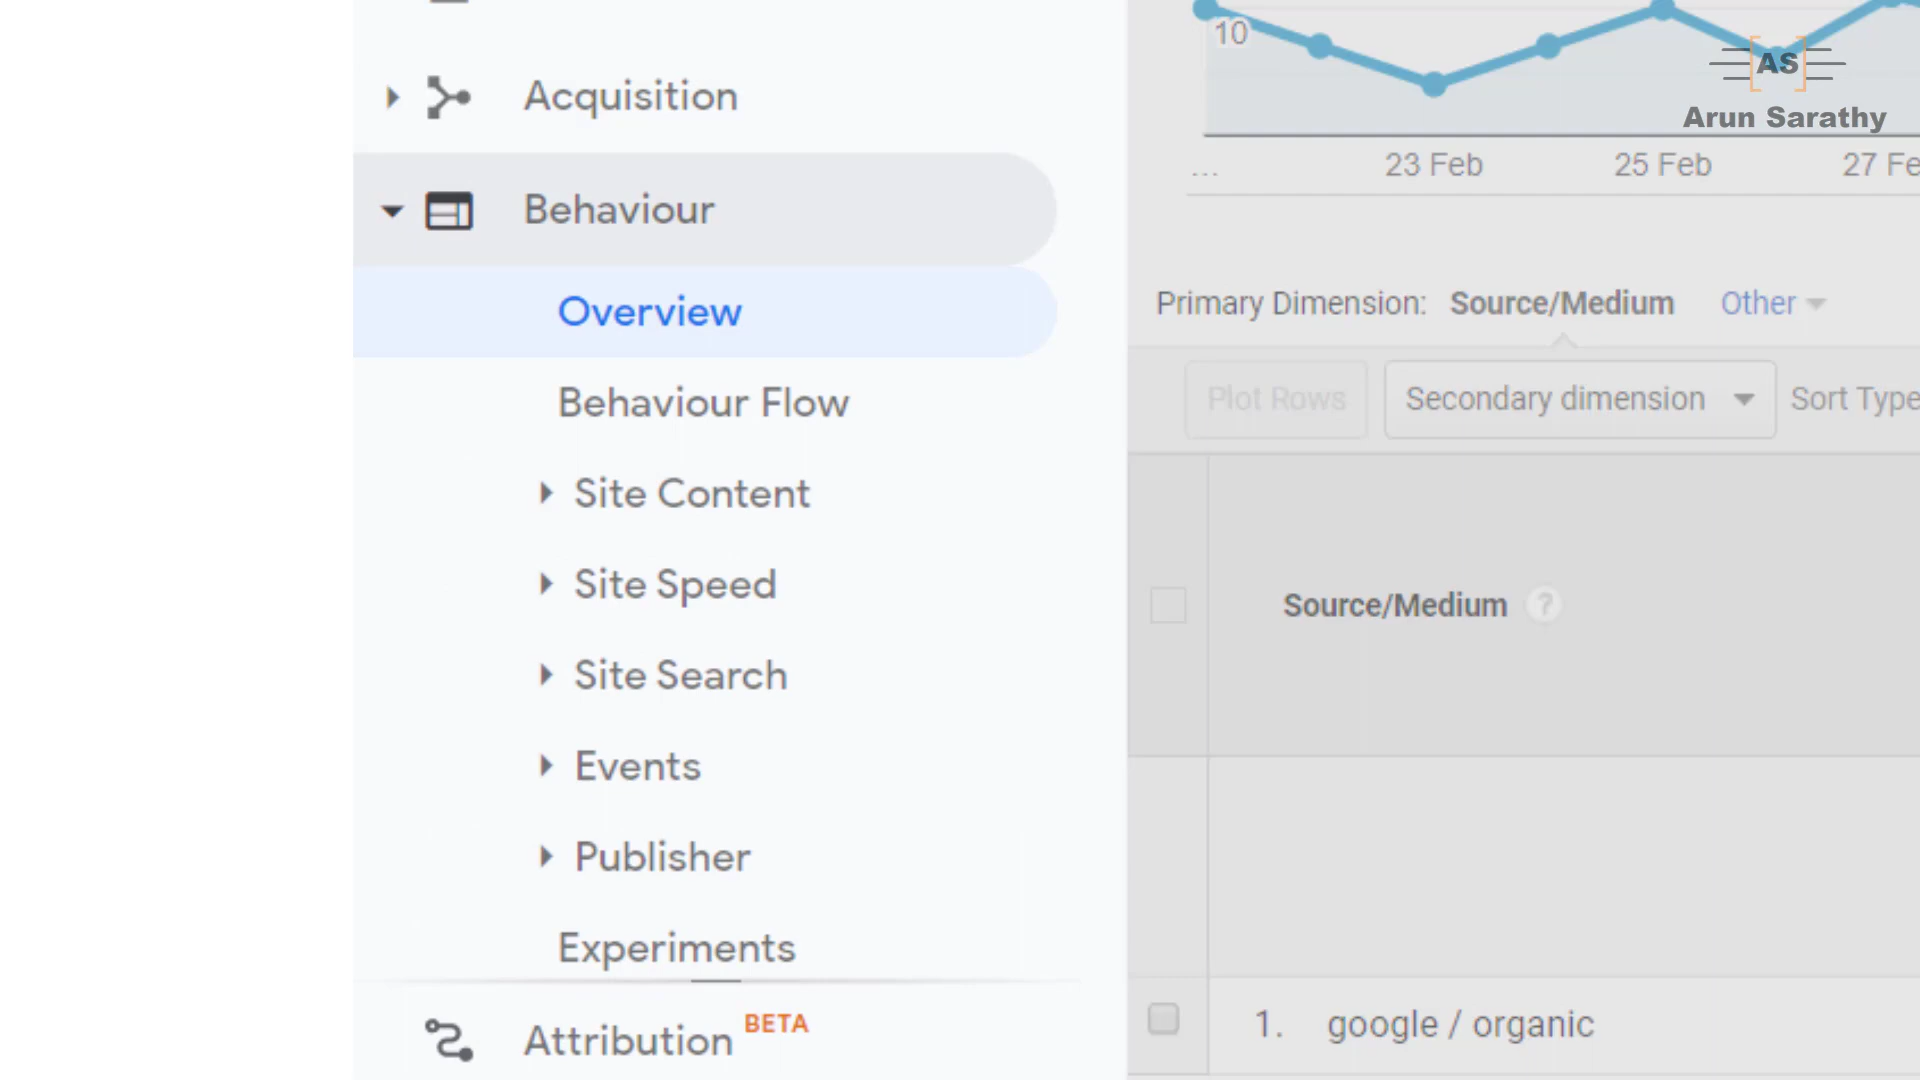 Acquisition
Behaviour
Overview
Behaviour Flow
Site Content
Site Speed
Site Search
Events
Publisher
Experiments
Attribution BETA
10
AS
Arun Sarathy
... 23 Feb 25 Feb 27 Fe
Primary Dimension: Source/Medium Other
Plot Rows Secondary dimension Sort Type
Source/Medium ?
1. google / organic